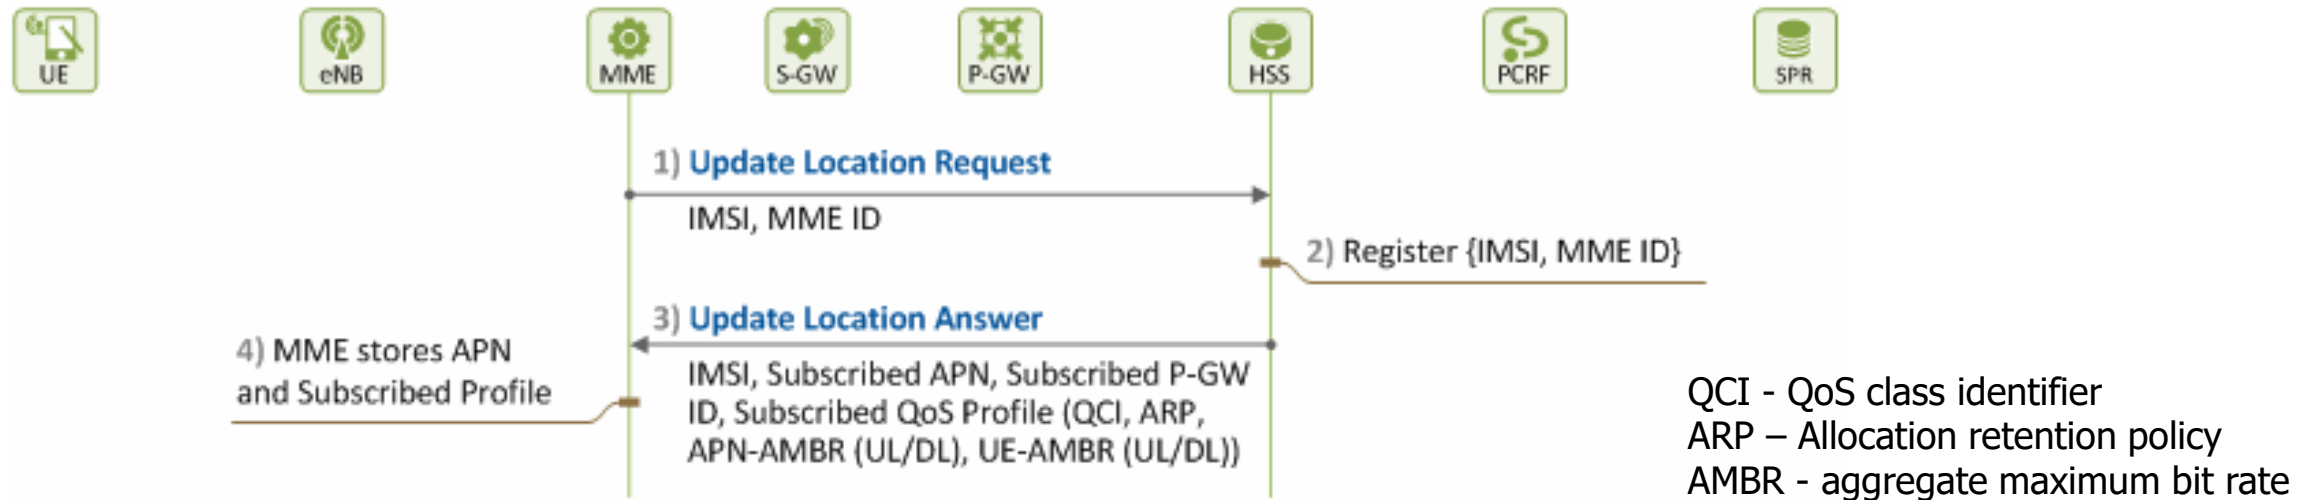 UE
eNB
MME
S-GW
P-GW
HSS
PCRF
SPR
1) Update Location Request
IMSI, MME ID
2) Register {IMSI, MME ID}
3) Update Location Answer
4) MME stores APN
and Subscribed Profile
IMSI, Subscribed APN, Subscribed P-GW
ID, Subscribed QoS Profile (QCI, ARP,
APN-AMBR (UL/DL), UE-AMBR (UL/DL))
QCI - QoS class identifier
ARP – Allocation retention policy
AMBR - aggregate maximum bit rate